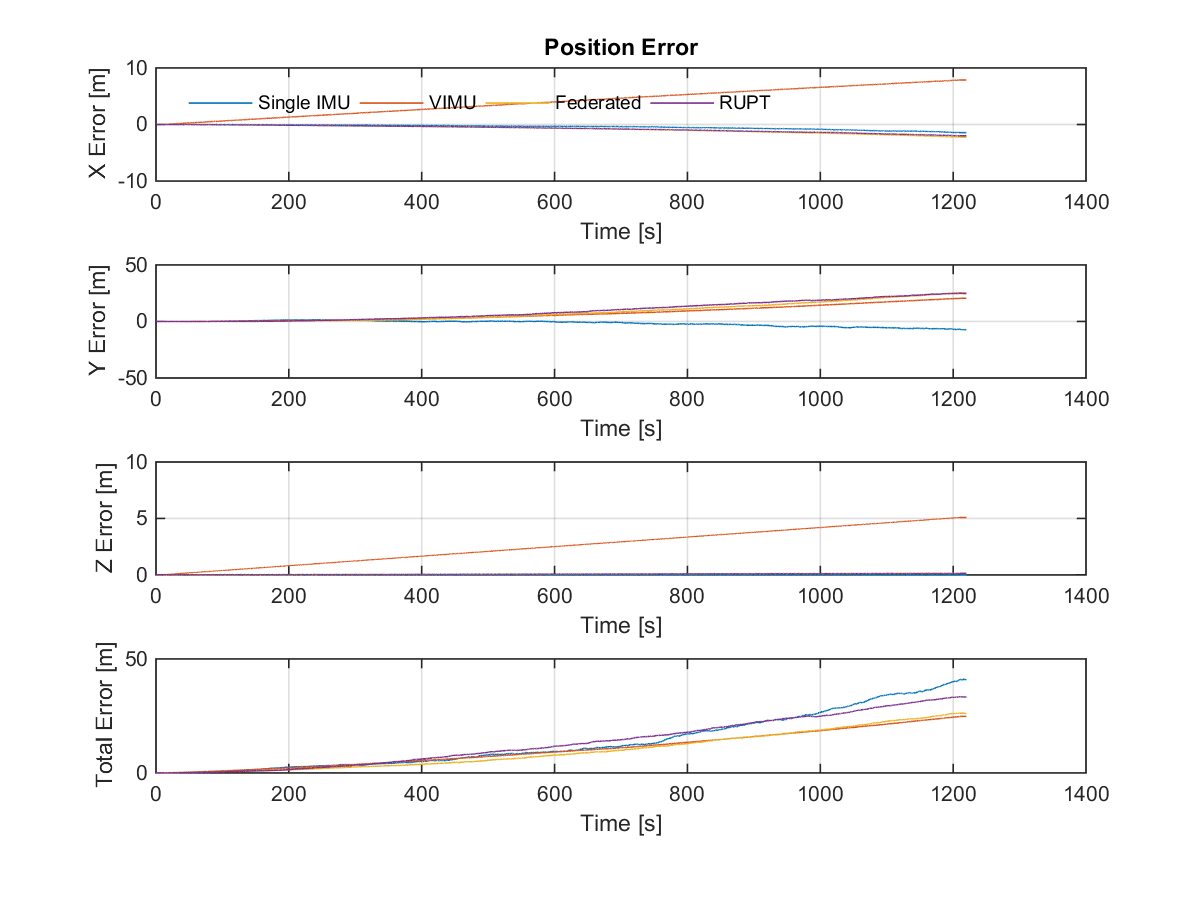 Position Error
10
0
-10
X Error [m]
Single IMU VIMU Federated RUPT
0 200 400 600 800 1000 1200 1400
Time [s]
50
0
-50
Y Error [m]
0 200 400 600 800 1000 1200 1400
Time [s]
10
5
0
Z Error [m]
0 200 400 600 800 1000 1200 1400
Time [s]
50
0
Total Error [m]
0 200 400 600 800 1000 1200 1400
Time [s]